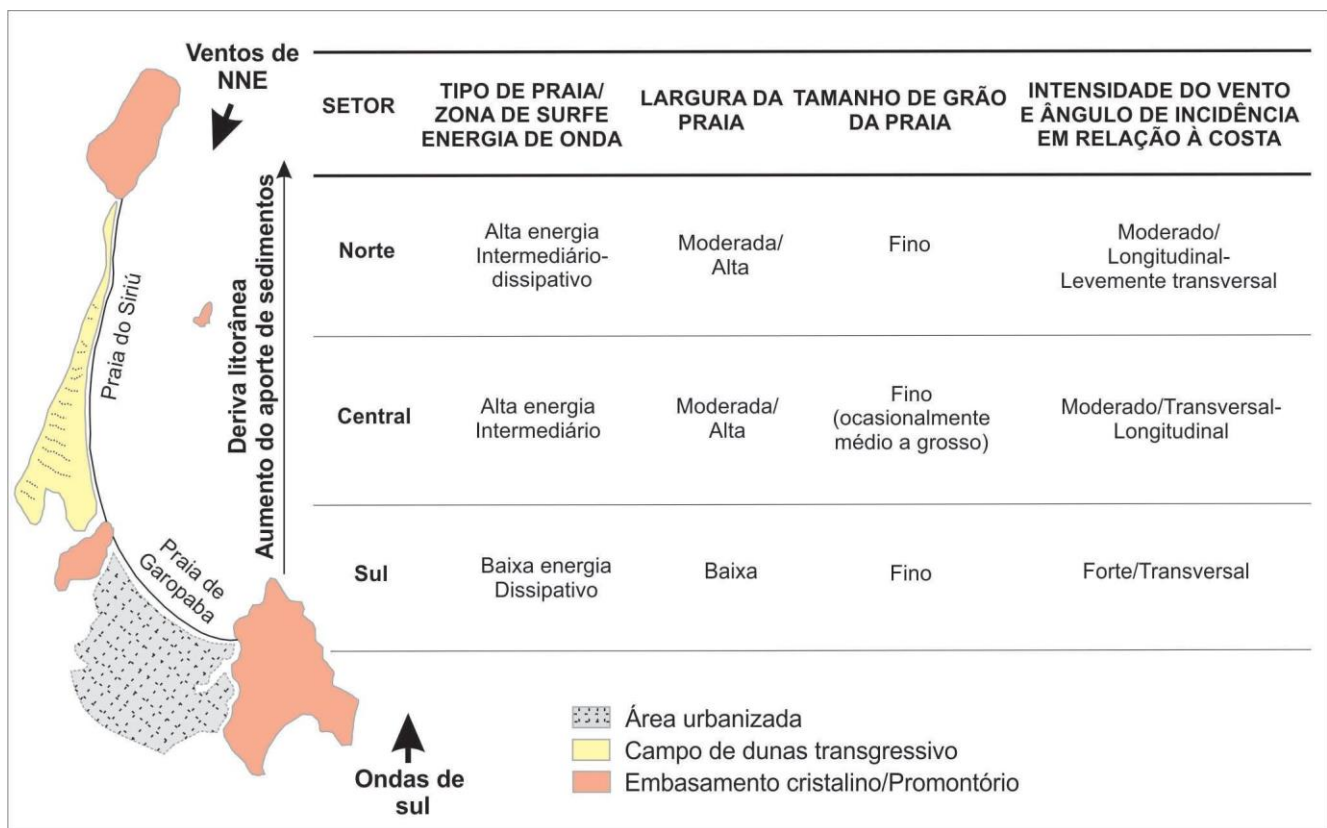 Ventos de
NNE
SETOR
TIPO DE PRAIA/
ZONA DE SURFE
ENERGIA DE ONDA
LARGURA DA
PRAIA
TAMANHO DE GRÃO
DA PRAIA
INTENSIDADE DO VENTO
E ÂNGULO DE INCIDÊNCIA
EM RELAÇÃO À COSTA
Norte
Alta energia
Intermediário-
dissipativo
Moderada/
Alta
Fino
Moderado/
Longitudinal-
Levemente transversal
Central
Alta energia
Intermediário
Moderada/
Alta
Fino
(ocasionalmente
médio a grosso)
Moderado/Transversal-
Longitudinal
Sul
Baixa energia
Dissipativo
Baixa
Fino
Forte/Transversal
Deriva litorânea
Aumento do aporte de sedimentos
Praia do Siriú
Praia de
Garopaba
Ondas de
sul
Área urbanizada
Campo de dunas transgressivo
Embasamento cristalino/Promontório